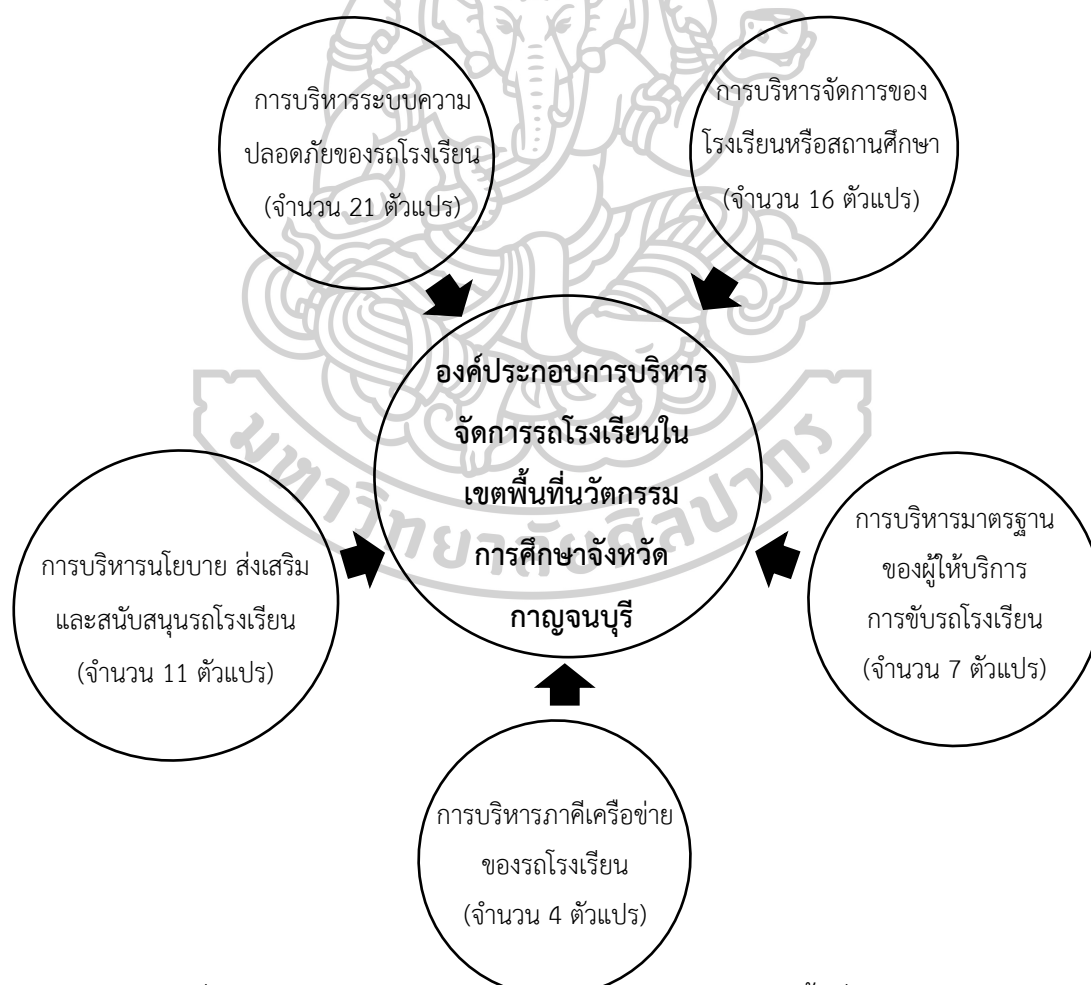 การบริหารระบบความ
ปลอดภัยของรถโรงเรียน
(จำนวน 21 ตัวแปร)
การบริหารจัดการของ
โรงเรียนหรือสถานศึกษา
(จำนวน 16 ตัวแปร)
องค์ประกอบการบริหาร
จัดการรถโรงเรียนใน
เขตพื้นที่นวัตกรรม
การศึกษาจังหวัด
กาญจนบุรี
การบริหารนโยบาย ส่งเสริม
และสนับสนุนรถโรงเรียน
(จำนวน 11 ตัวแปร)
การบริหารมาตรฐาน
ของผู้ให้บริการ
การขับรถโรงเรียน
(จำนวน 7 ตัวแปร)
การบริหารภาคีเครือข่าย
ของรถโรงเรียน
(จำนวน 4 ตัวแปร)
มหาวิทยาลัยศิลปากร